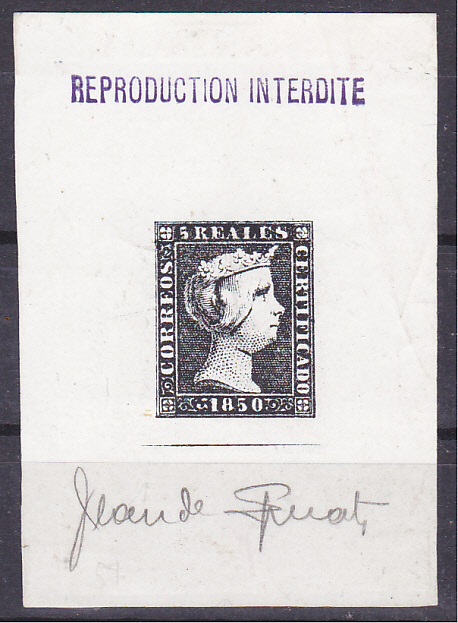 REPRODUCTION INTERDITE
5 REALES
CORREOS
CERTIFICADO
1850
Jean de Sperati